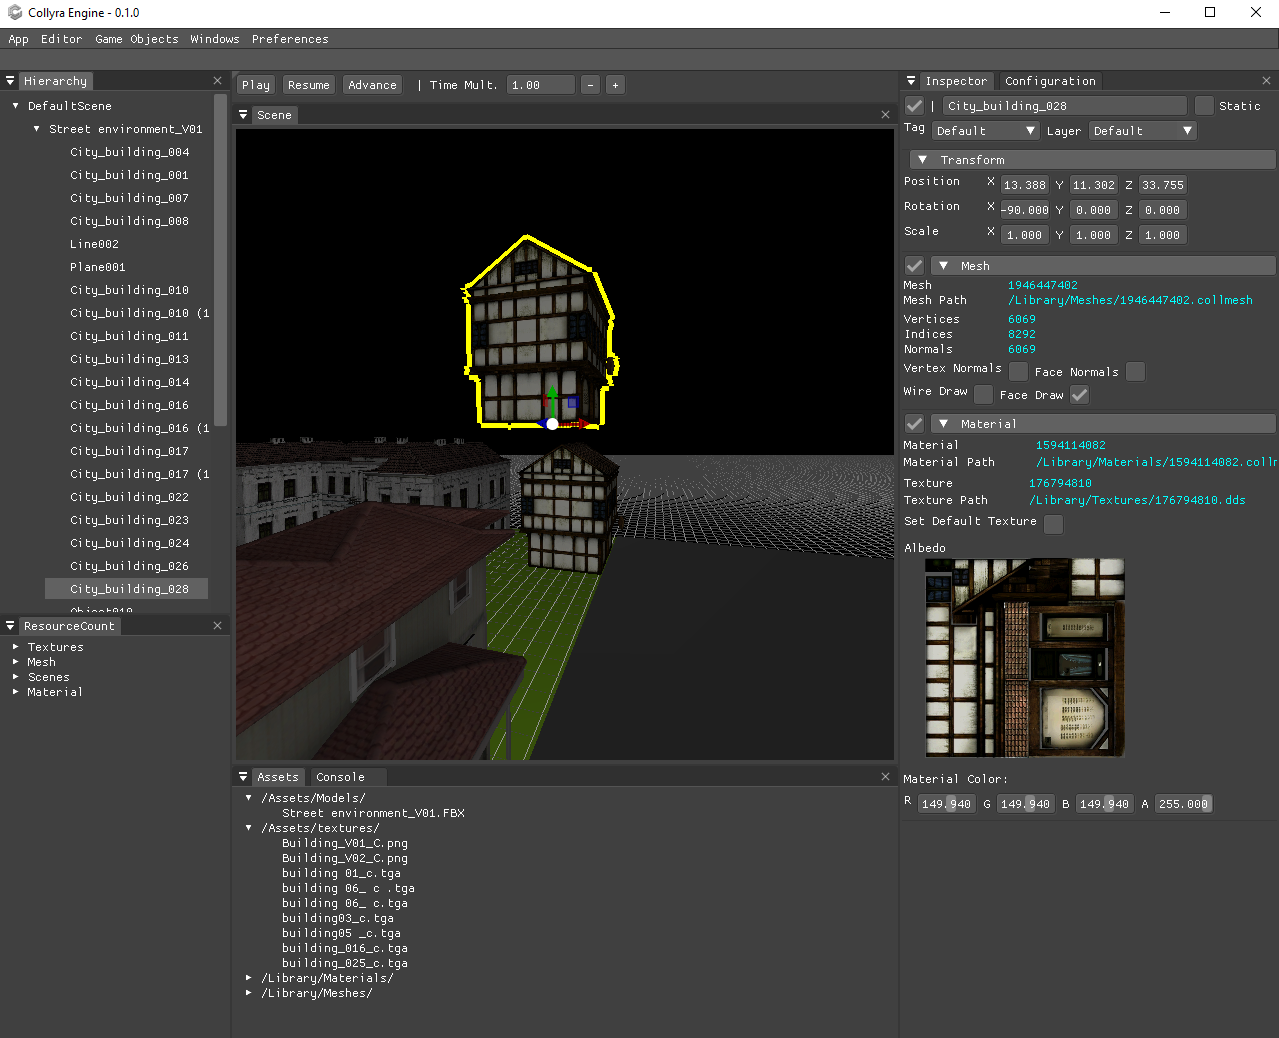 Collyra Engine - 0.1.0
App Editor Game Objects Windows Preferences
Hierarchy
DefaultScene
Street environment_V01
City_building_004
City_building_001
City_building_007
City_building_008
Line002
Plane001
City_building_010
City_building_010 (1
City_building_011
City_building_013
City_building_014
City_building_016
City_building_016 (1
City_building_017
City_building_017 (1
City_building_022
City_building_023
City_building_024
City_building_026
City_building_028
Object010
ResourceCount
Textures
Mesh
Scenes
Material
Play Resume Advance | Time Mult. 1.00 - +
Scene
Assets Console
/Assets/Models/
Street environment_V01.FBX
/Assets/textures/
Building_V01_C.png
Building_V02_C.png
building 01_c.tga
building 06_ c .tga
building 06_ c.tga
building03_c.tga
building05 _c.tga
building_016_c.tga
building_025_c.tga
/Library/Materials/
/Library/Meshes/
Inspector Configuration
| City_building_028 Static
Tag Default Layer Default
Transform
Position X 13.388 Y 11.302 Z 33.755
Rotation X -90.000 Y 0.000 Z 0.000
Scale X 1.000 Y 1.000 Z 1.000
Mesh
Mesh 1946447402
Mesh Path /Library/Meshes/1946447402.collmesh
Vertices 6069
Indices 8292
Normals 6069
Vertex Normals Face Normals
Wire Draw Face Draw
Material
Material 1594114082
Material Path /Library/Materials/1594114082.coll
Texture 176794810
Texture Path /Library/Textures/176794810.dds
Set Default Texture
Albedo
Material Color:
R 149.940 G 149.940 B 149.940 A 255.000